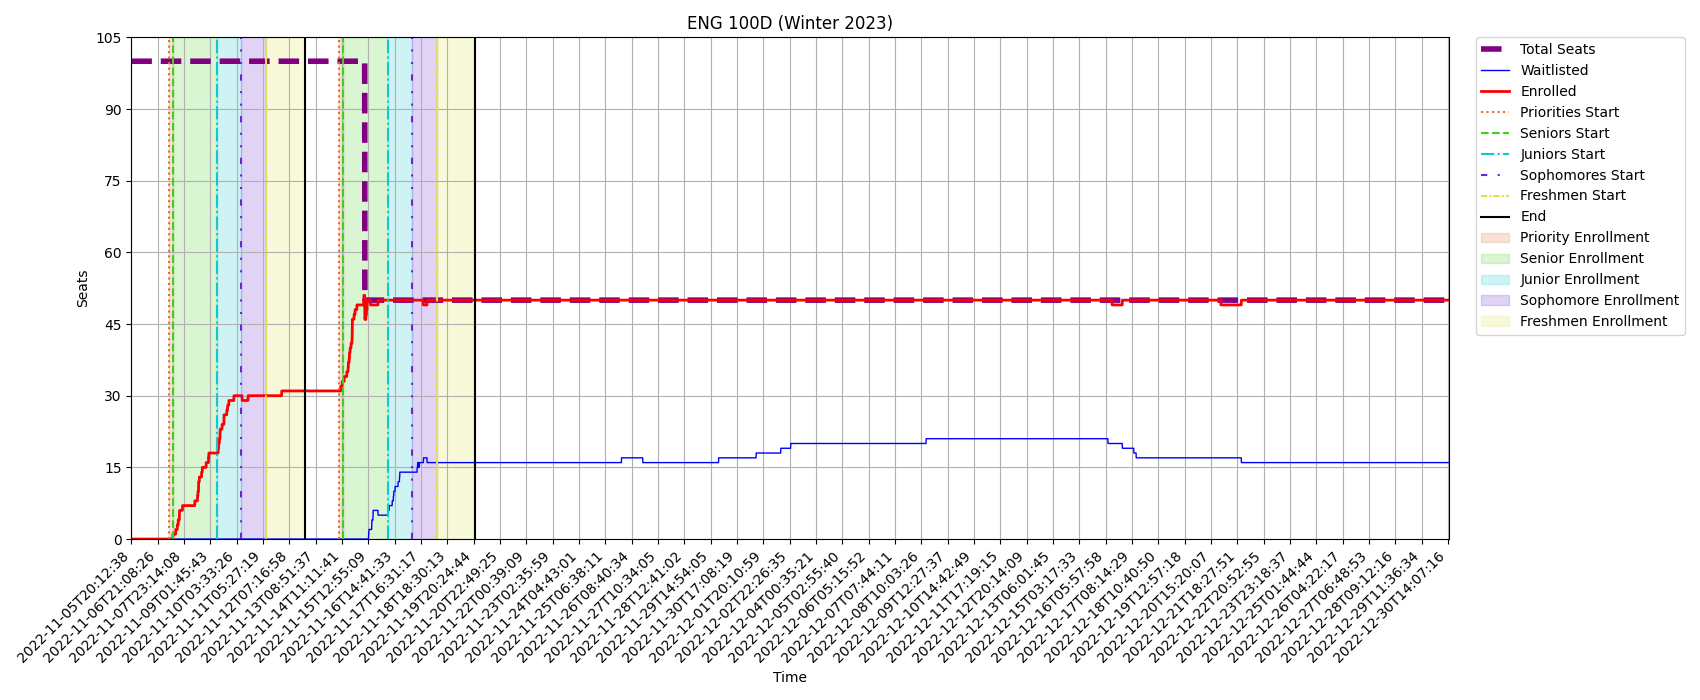 ENG 100D (Winter 2023)
105
90
75
60
45
30
15
0
Seats
2022-11-05T20:12:38
2022-11-06T21:08:26
2022-11-07T23:14:08
2022-11-09T01:45:43
2022-11-10T03:33:26
2022-11-11T05:27:19
2022-11-12T07:16:58
2022-11-13T08:51:37
2022-11-14T11:11:41
2022-11-15T12:55:09
2022-11-16T14:41:33
2022-11-17T16:31:17
2022-11-18T18:30:13
2022-11-19T20:24:44
2022-11-20T22:49:25
2022-11-22T00:39:09
2022-11-23T02:35:59
2022-11-24T04:43:01
2022-11-25T06:38:11
2022-11-26T08:40:34
2022-11-27T10:34:05
2022-11-28T12:41:02
2022-11-29T14:54:05
2022-11-30T17:08:19
2022-12-01T20:10:59
2022-12-02T22:26:35
2022-12-04T00:35:21
2022-12-05T02:55:40
2022-12-06T05:15:52
2022-12-07T07:44:11
2022-12-08T10:03:26
2022-12-09T12:27:37
2022-12-10T14:42:49
2022-12-11T17:19:15
2022-12-12T20:14:09
2022-12-13T06:01:45
2022-12-15T03:17:33
2022-12-16T05:57:58
2022-12-17T08:14:29
2022-12-18T10:40:50
2022-12-19T12:57:18
2022-12-20T15:20:07
2022-12-21T18:27:51
2022-12-22T20:52:55
2022-12-23T23:18:37
2022-12-25T01:44:44
2022-12-26T04:22:17
2022-12-27T06:48:53
2022-12-28T09:12:16
2022-12-29T11:36:34
2022-12-30T14:07:16
Time
Total Seats
Waitlisted
Enrolled
Priorities Start
Seniors Start
Juniors Start
Sophomores Start
Freshmen Start
End
Priority Enrollment
Senior Enrollment
Junior Enrollment
Sophomore Enrollment
Freshmen Enrollment